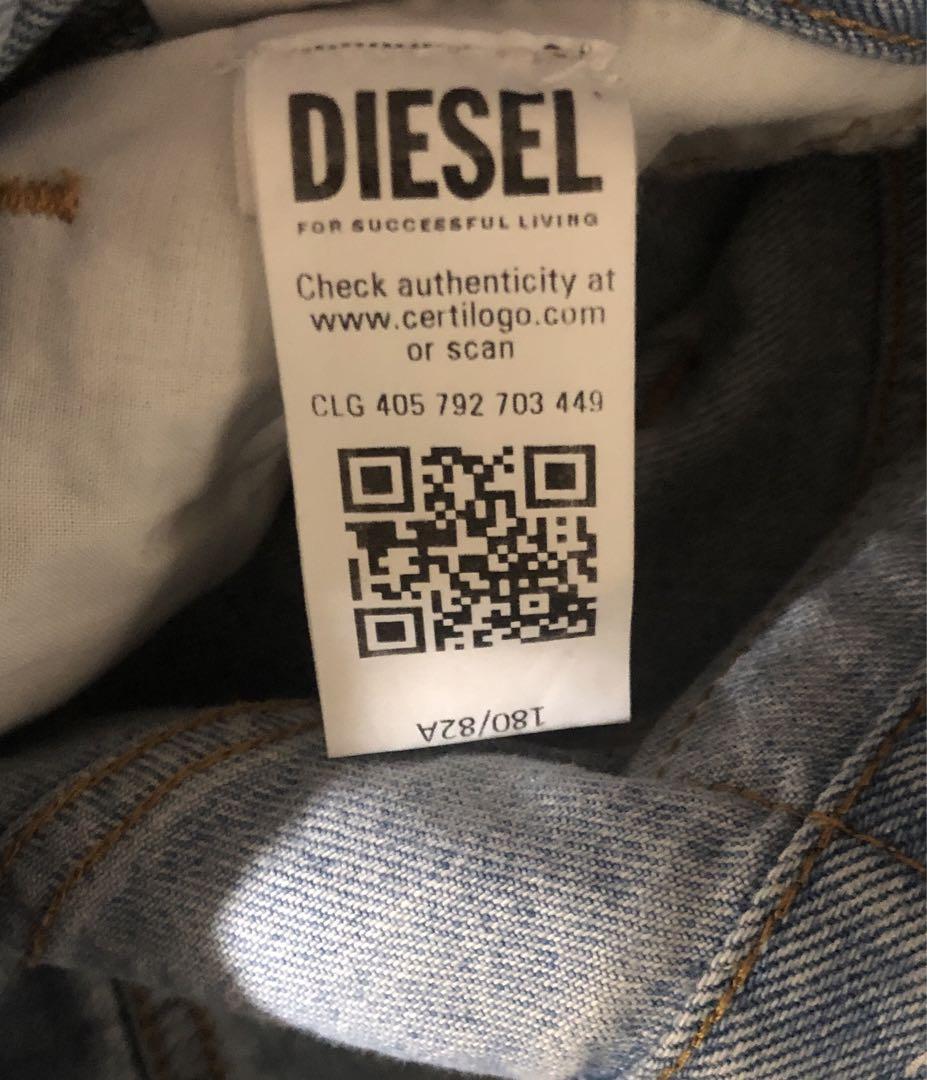 DIESEL
FOR SUCCESSFUL LIVING
Check authenticity at
www.certilogo.com
or scan
CLG 405 792 703 449
180/82A